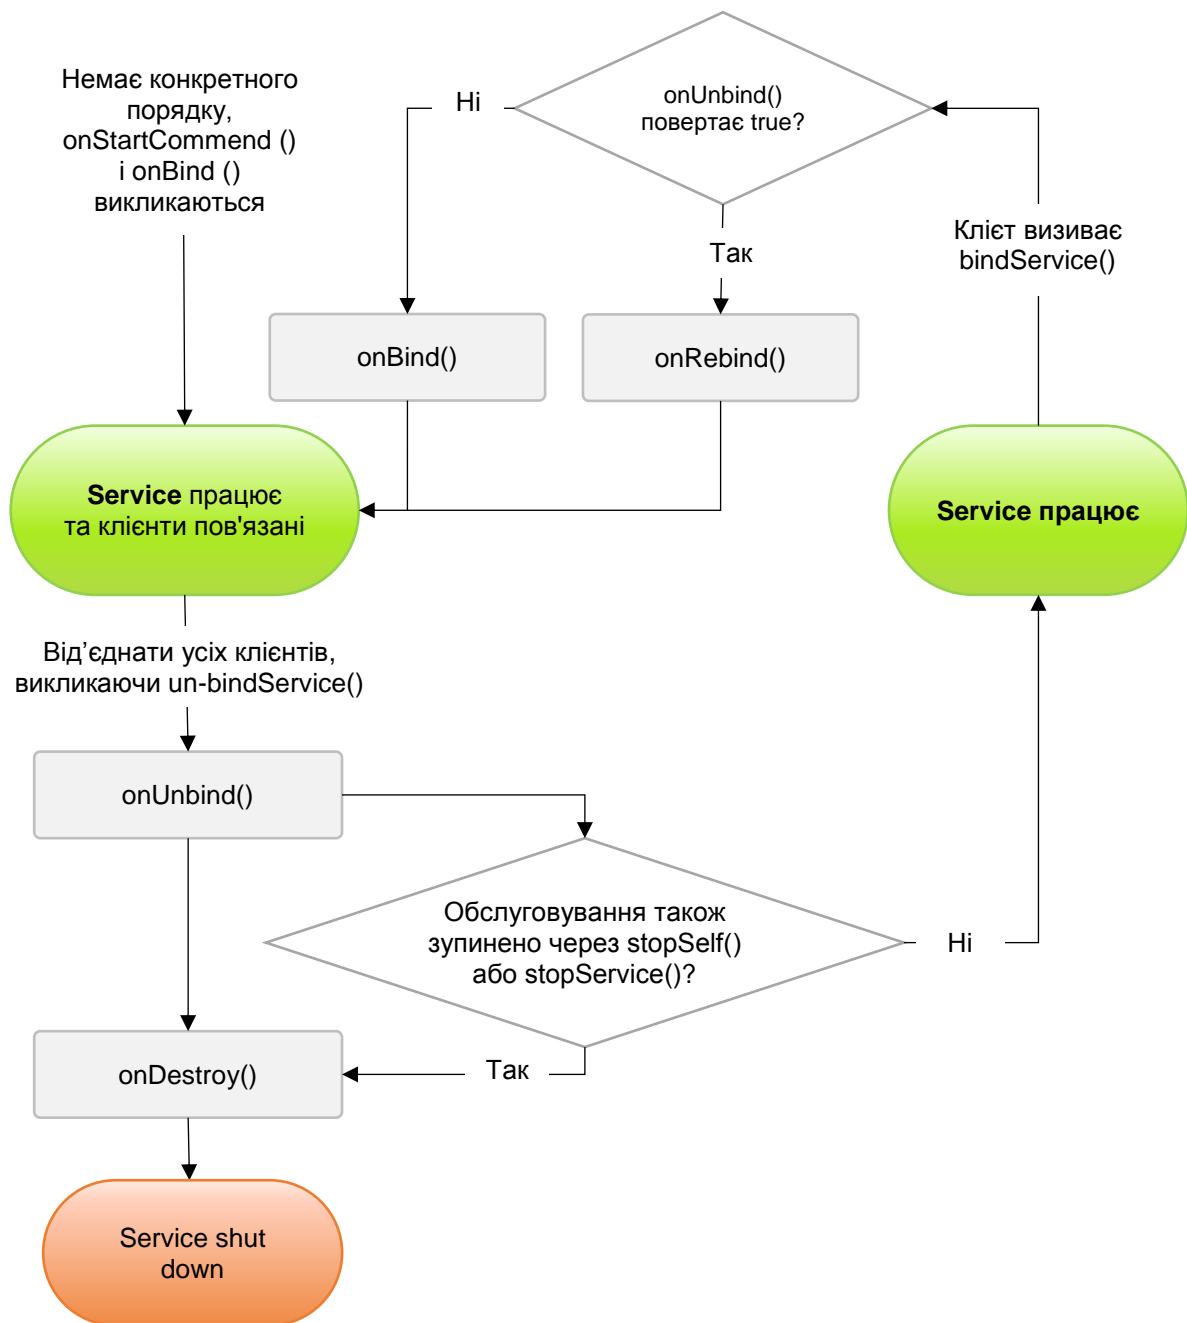 Немає конкретного
порядку,
onStartCommend ()
і onBind ()
викликаються
Ні
onUnbind()
повертає true?
Так
Клієт визиває
bindService()
onBind()
onRebind()
Service працює
та клієнти пов'язані
Service працює
Від’єднати усіх клієнтів,
викликаючи un-bindService()
onUnbind()
Обслуговування також
зупинено через stopSelf()
або stopService()?
Ні
onDestroy()
Так
Service shut
down